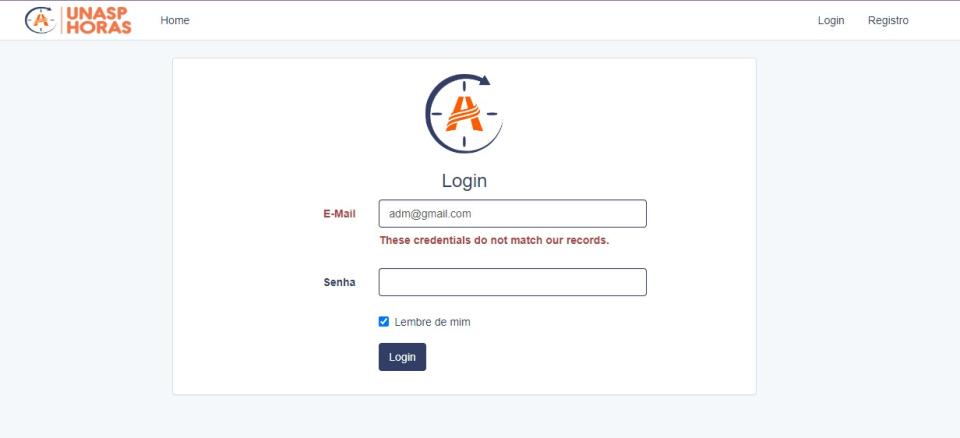 UNASP
HORAS
Home
Login
Registro
Login
E-Mail
adm@gmail.com
These credentials do not match our records.
Senha
Lembre de mim
Login